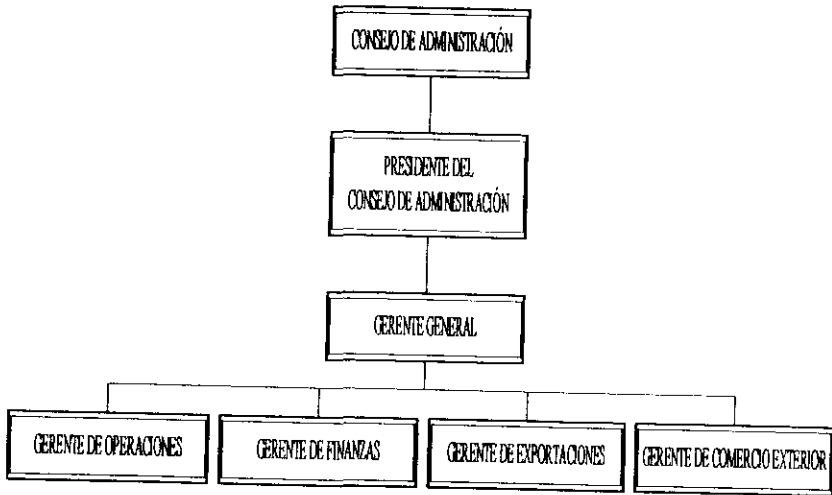 CONSEJO DE ADMINISTRACIÓN
PRESIDENTE DEL
CONSEJO DE ADMINISTRACIÓN
GERENTE GENERAL
GERENTE DE OPERACIONES
GERENTE DE FINANZAS
GERENTE DE EXPORTACIONES
GERENTE DE COMERCIO EXTERIOR